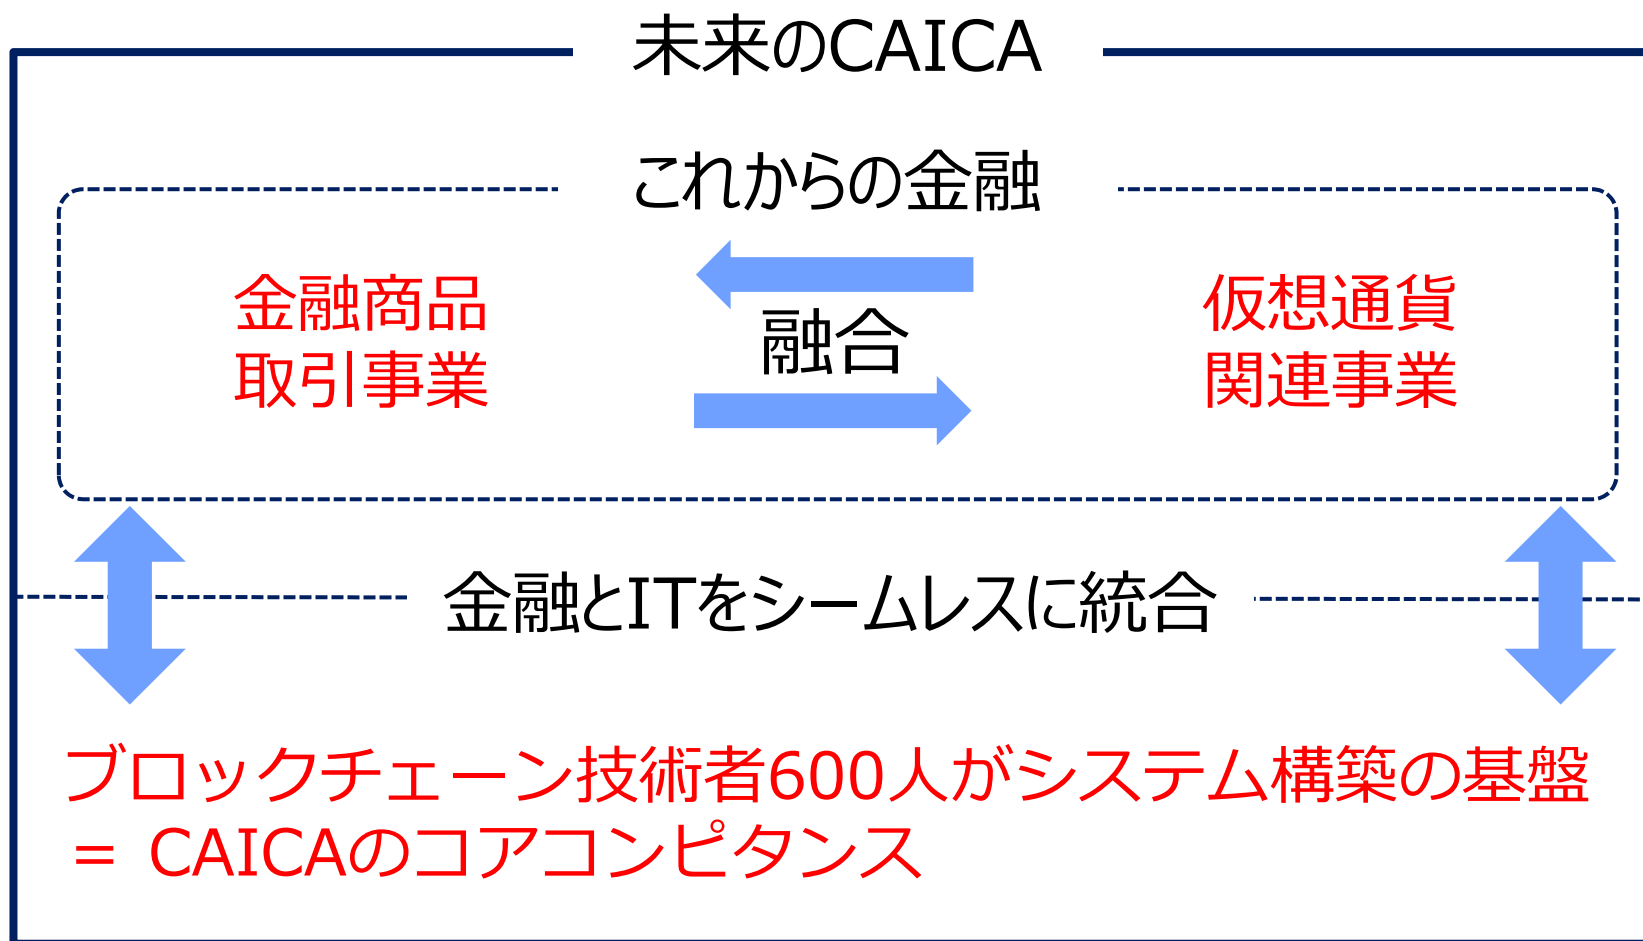 未来のCAICA
これからの金融
金融商品
取引事業
融合
仮想通貨
関連事業
金融とITをシームレスに統合
ブロックチェーン技術者600人がシステム構築の基盤
= CAICAのコアコンピタンス